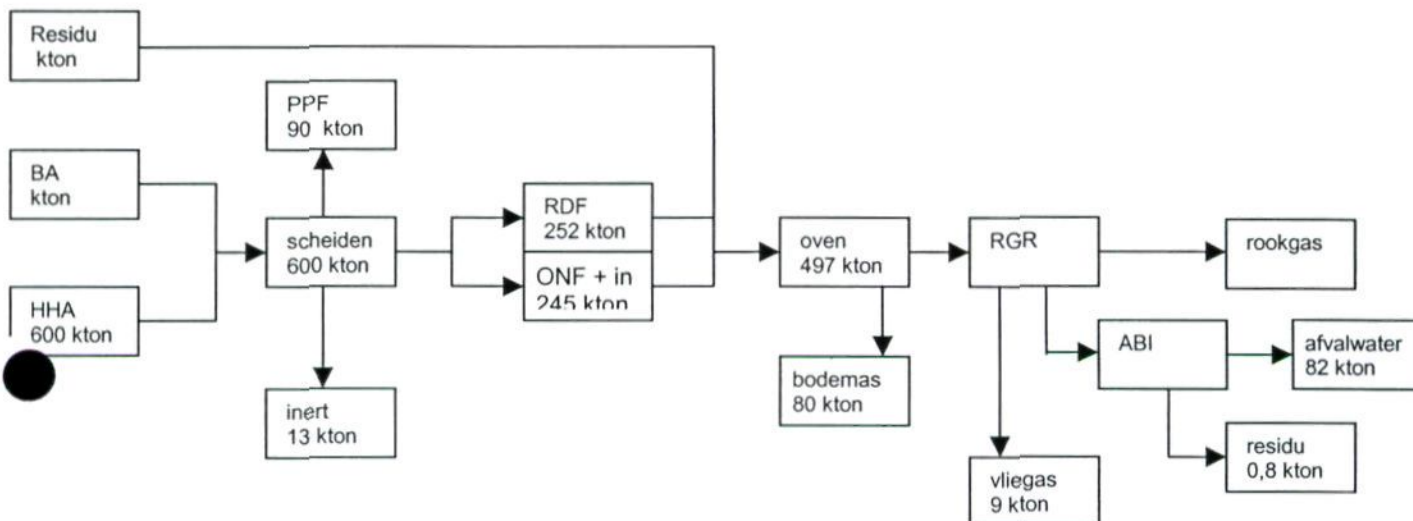 Residu
kton
PPF
90 kton
BA
kton
RDF
252 kton
scheiden
600 kton
oven
497 kton
RGR
rookgas
ONF + in
245 kton
HHA
600 kton
ABI
afvalwater
82 kton
bodemas
80 kton
inert
13 kton
residu
0,8 kton
vliegas
9 kton